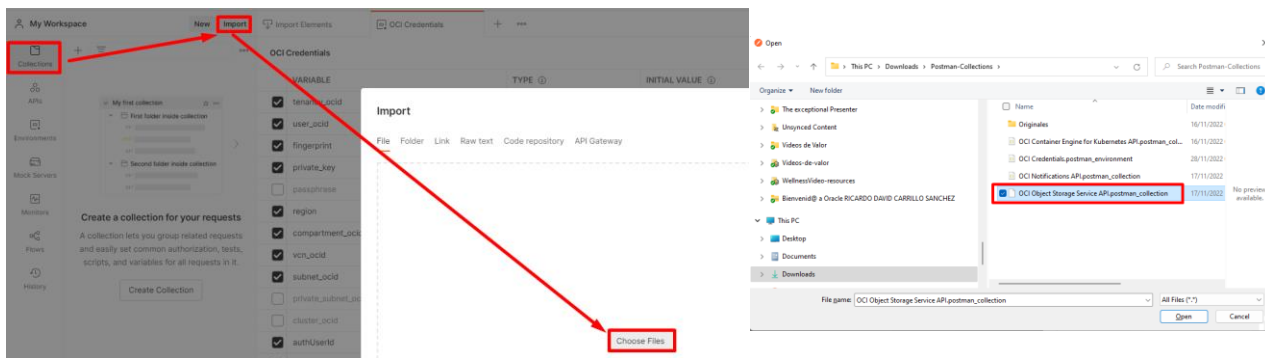 My Workspace
New
Import
Import Elements
OCI Credentials
Collections
APIs
Environments
Mock Servers
Monitors
Flows
History
My first collection
First folder inside collection
Second folder inside collection
Create a collection for your requests
A collection lets you group related requests
and easily set common authorization, tests,
scripts, and variables for all requests in it.
Create Collection
OCI Credentials
VARIABLE
TYPE
INITIAL VALUE
tenancy_ocid
user_ocid
fingerprint
private_key
passphrase
region
compartment_ocid
vcn_ocid
subnet_ocid
private_subnet_oc
cluster_ocid
authUserId
Import
File Folder Link Raw text Code repository API Gateway
Choose Files
Open
This PC > Downloads > Postman-Collections >
Search Postman-Collections
Organize
New folder
The exceptional Presenter
Unsynced Content
Videos de Valor
Videos-de-valor
WellnessVideo-resources
Bienvenid@ a Oracle RICARDO DAVID CARRILLO SANCHEZ
This PC
Desktop
Documents
Downloads
Name
Date modifi
Originales
16/11/2022
OCI Container Engine for Kubernetes API.postman_col...
16/11/2022
OCI Credentials.postman_environment
28/11/2022
OCI Notifications API.postman_collection
17/11/2022
OCI Object Storage Service API.postman_collection
17/11/2022
No preview
available.
File name: OCI Object Storage Service API.postman_collection
All Files (*.*)
Open
Cancel